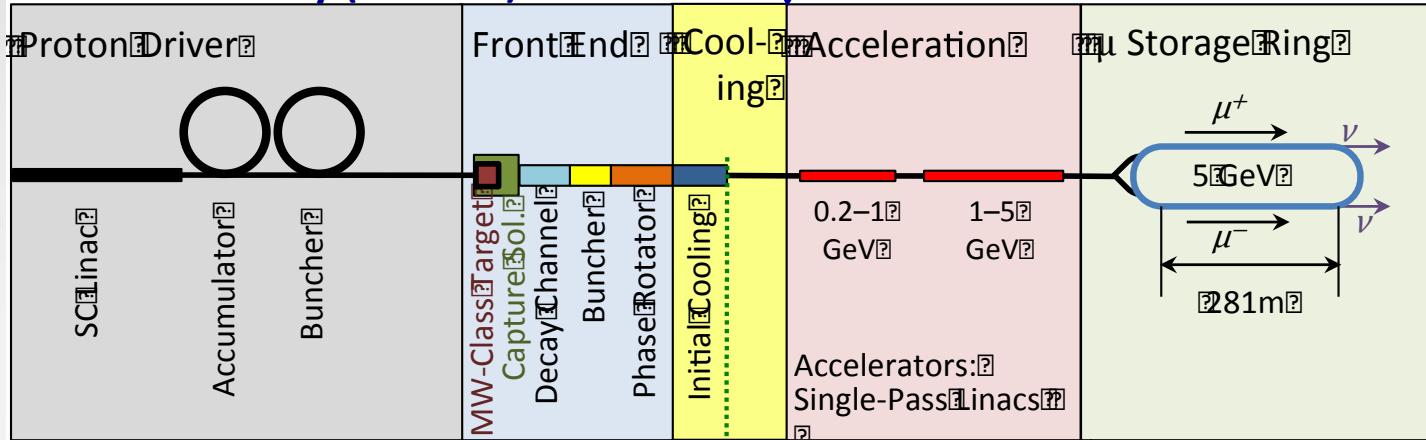 Proton Driver
Front End
Cool-
ing
Acceleration
μ Storage Ring
SC Linac
Accumulator
Buncher
MW-Class Target
Capture Sol.
Decay Channel
Buncher
Phase Rotator
Initial Cooling
0.2–1
GeV
1–5
GeV
Accelerators:
Single-Pass Linacs
μ+
ν
5 GeV
μ−
ν
281m